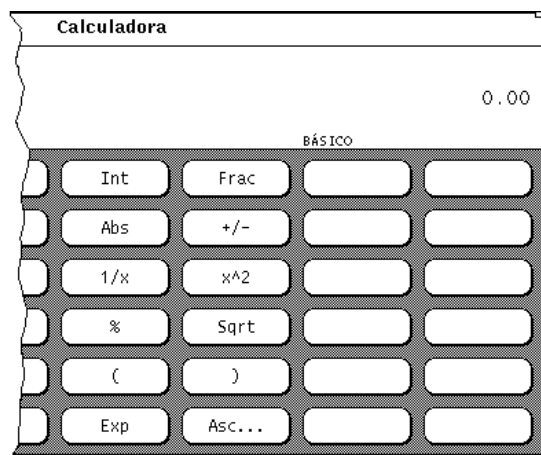 Calculadora
0.00
BÁSICO
Int Frac
Abs +/-
1/x x^2
% Sqrt
( )
Exp Asc...